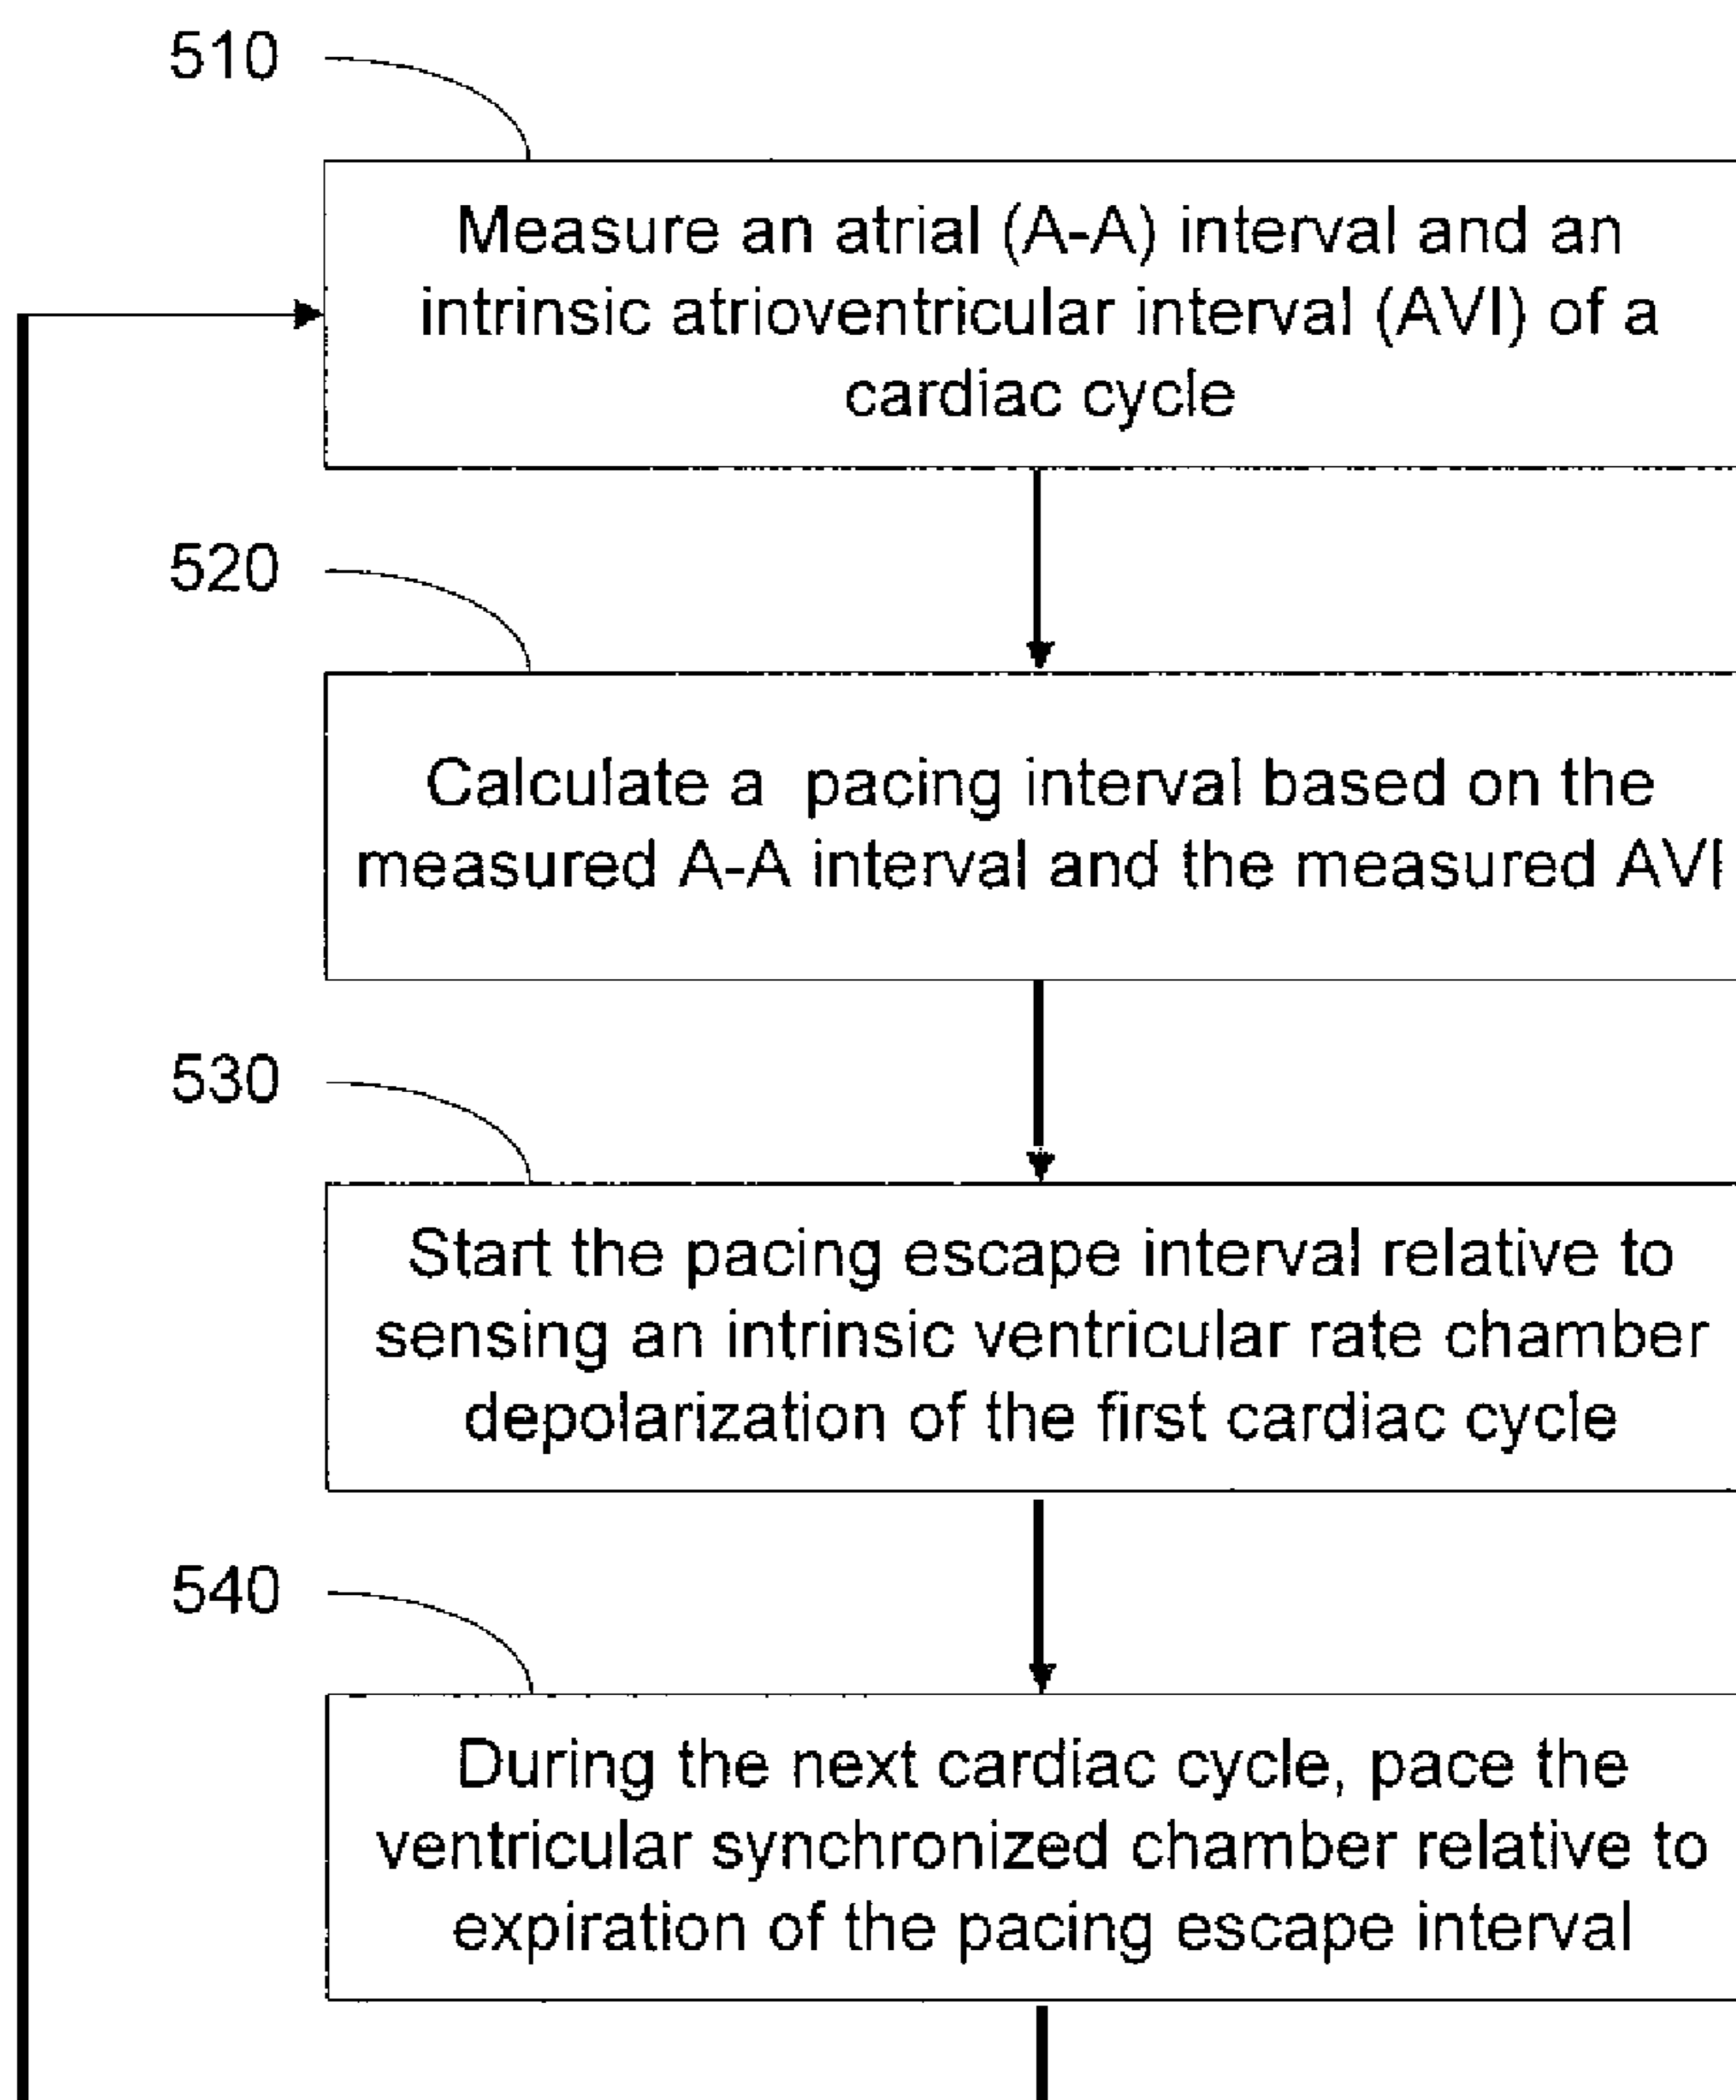 510
Measure an atrial (A-A) interval and an
intrinsic atrioventricular interval (AVI) of a
cardiac cycle
520
Calculate a pacing interval based on the
measured A-A interval and the measured AVI
530
Start the pacing escape interval relative to
sensing an intrinsic ventricular rate chamber
depolarization of the first cardiac cycle
540
During the next cardiac cycle, pace the
ventricular synchronized chamber relative to
expiration of the pacing escape interval